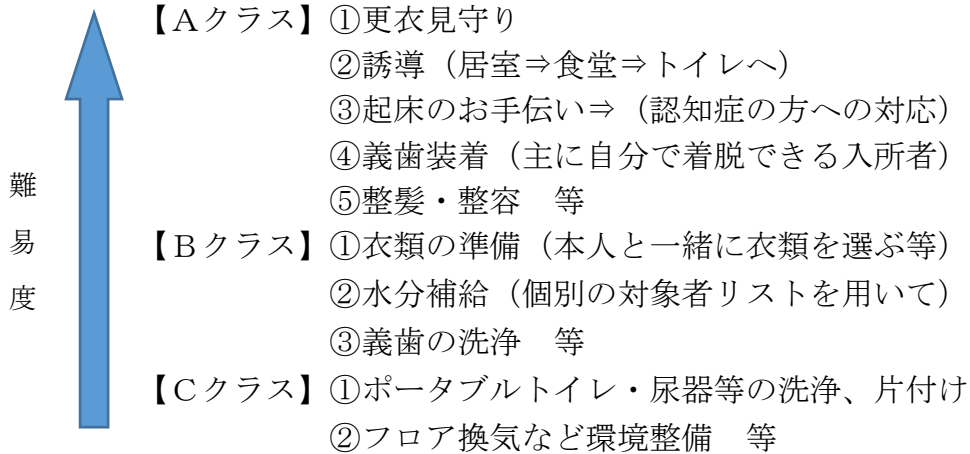 難易度
【Ａクラス】①更衣見守り
②誘導（居室⇒食堂⇒トイレへ）
③起床のお手伝い⇒（認知症の方への対応）
④義歯装着（主に自分で着脱できる入所者）
⑤整髪・整容　等
【Ｂクラス】①衣類の準備（本人と一緒に衣類を選ぶ等）
②水分補給（個別の対象者リストを用いて）
③義歯の洗浄　等
【Ｃクラス】①ポータブルトイレ・尿器等の洗浄、片付け
②フロア換気など環境整備　等